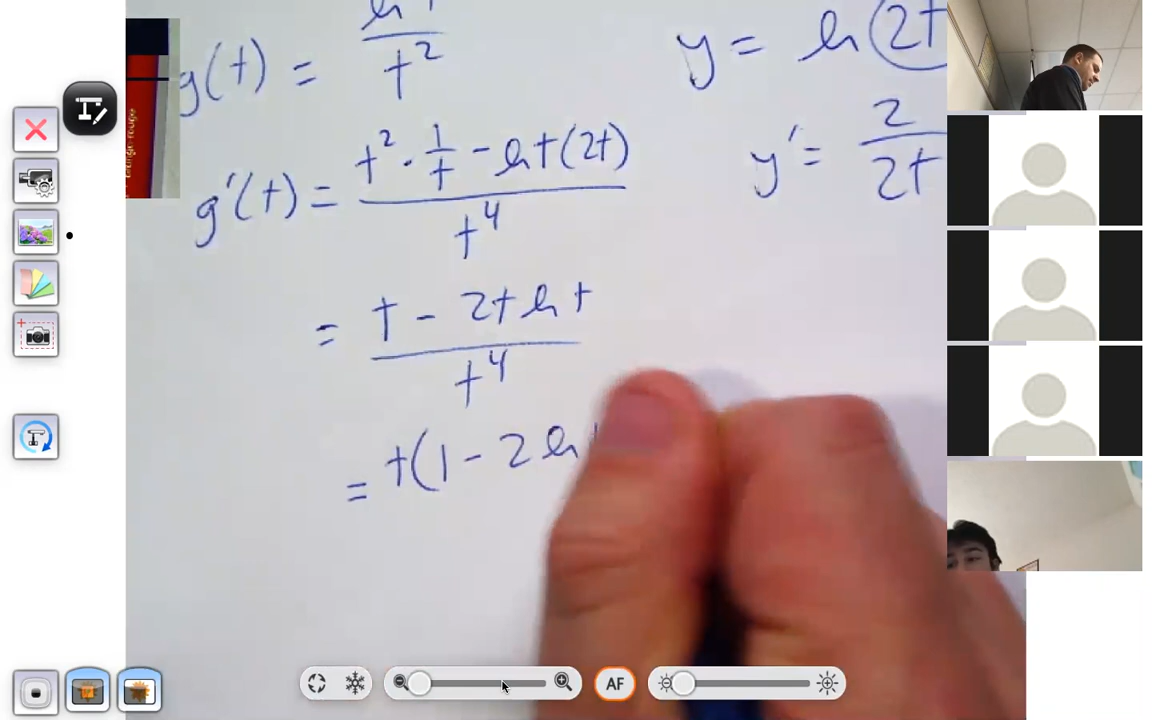 g(t) = ln t / t²
g'(t) = t² · 1/t - ln t (2t) / t⁴
= t - 2t ln t / t⁴
= t(1 - 2 ln
y = ln(2t
y' = 2 / 2t
AF